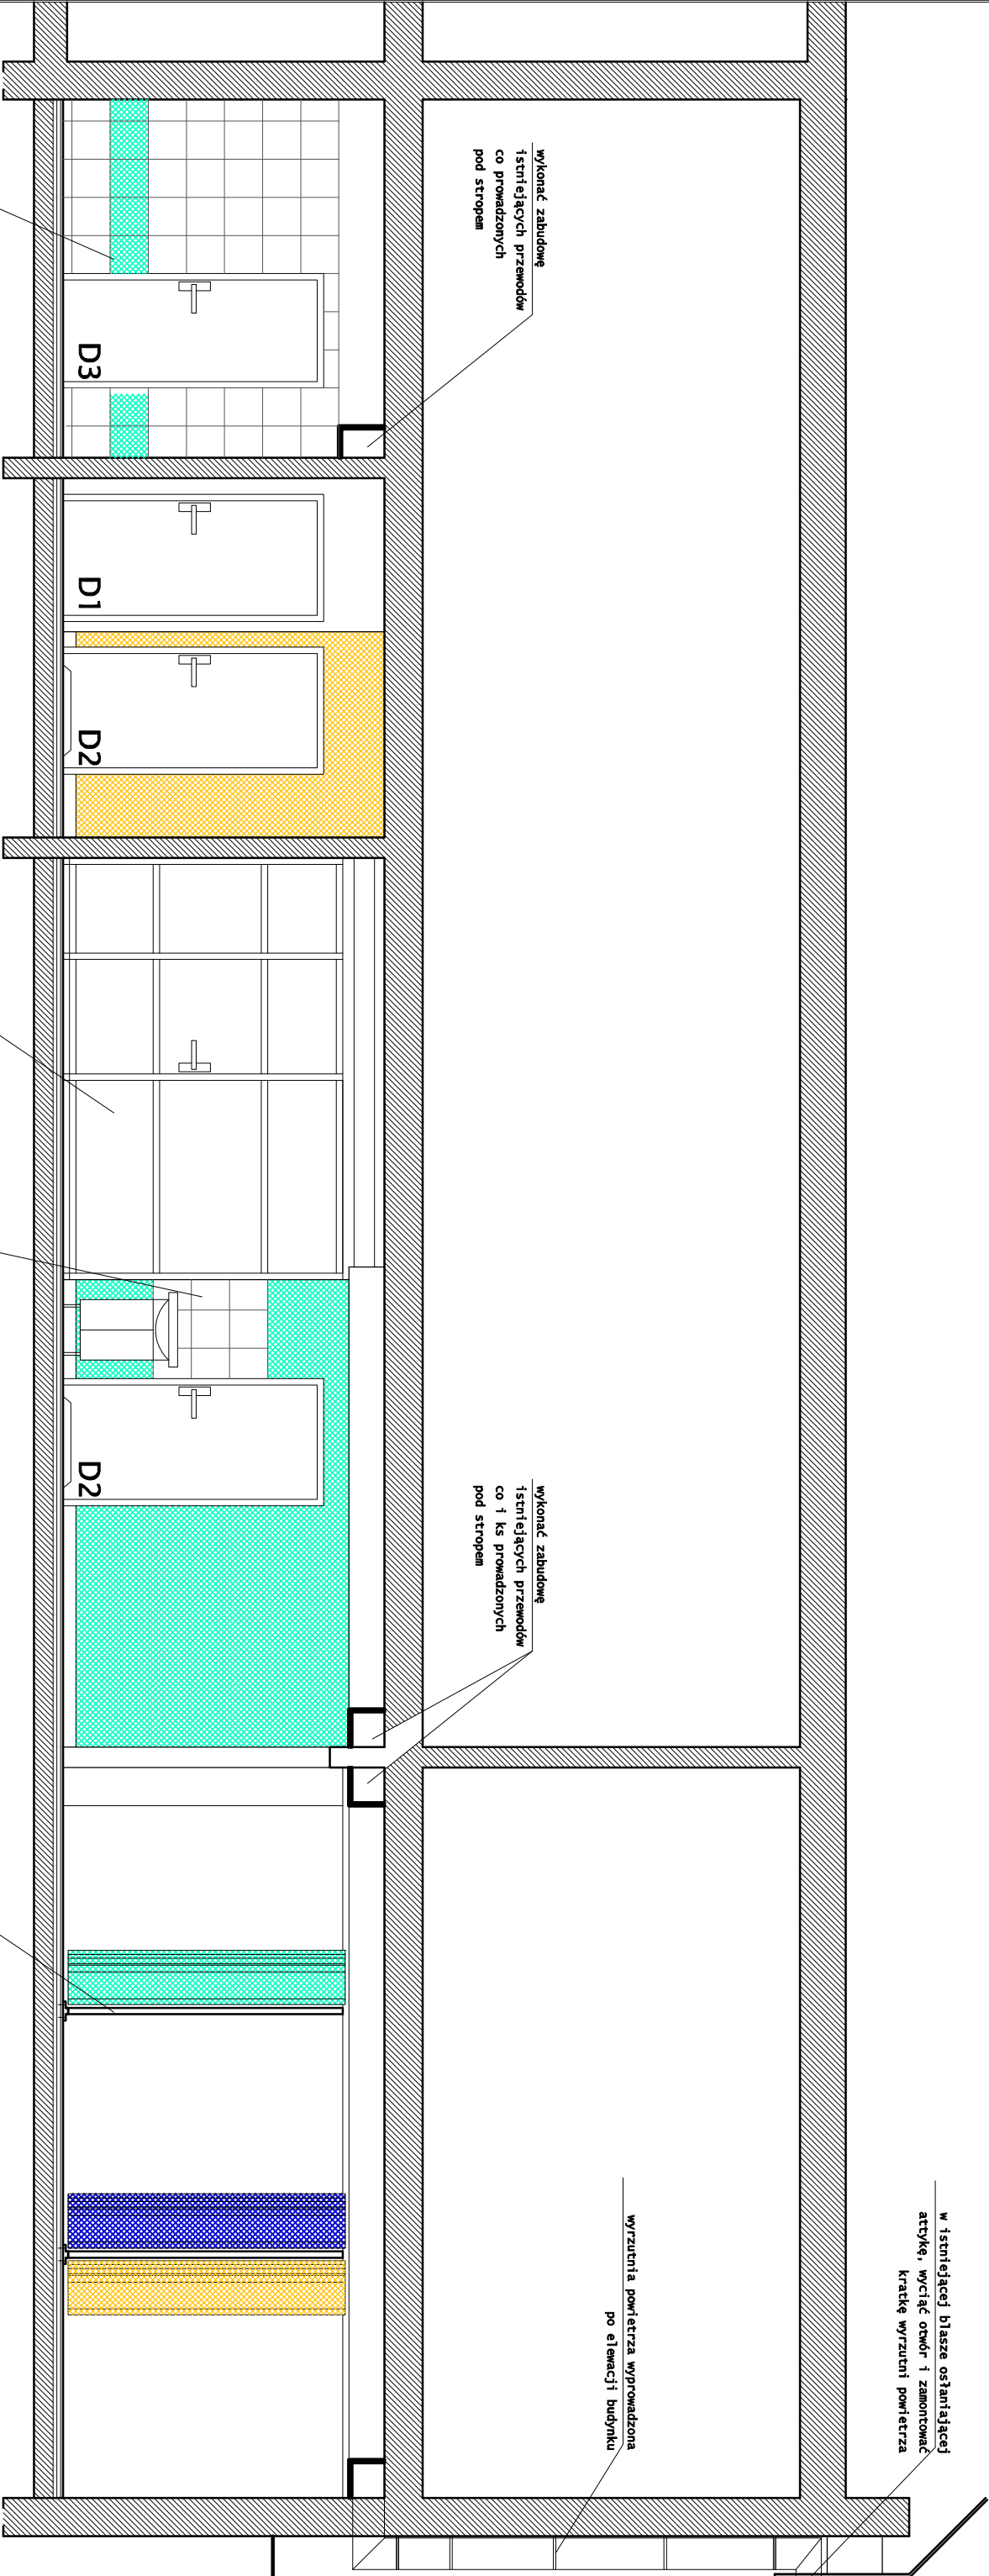 w istniejącej blasze osłaniającej
attykę, wyciąć otwór i zamontować
kratkę wyrzutni powietrza
wyrzutnia powietrza wyprowadzona
po elewacji budynku
wykonać zabudowę
istniejących przewodów
co prowadzonych
pod stropem
wykonać zabudowę
istniejących przewodów
co i ks prowadzonych
pod stropem
D3
D1
D2
D2